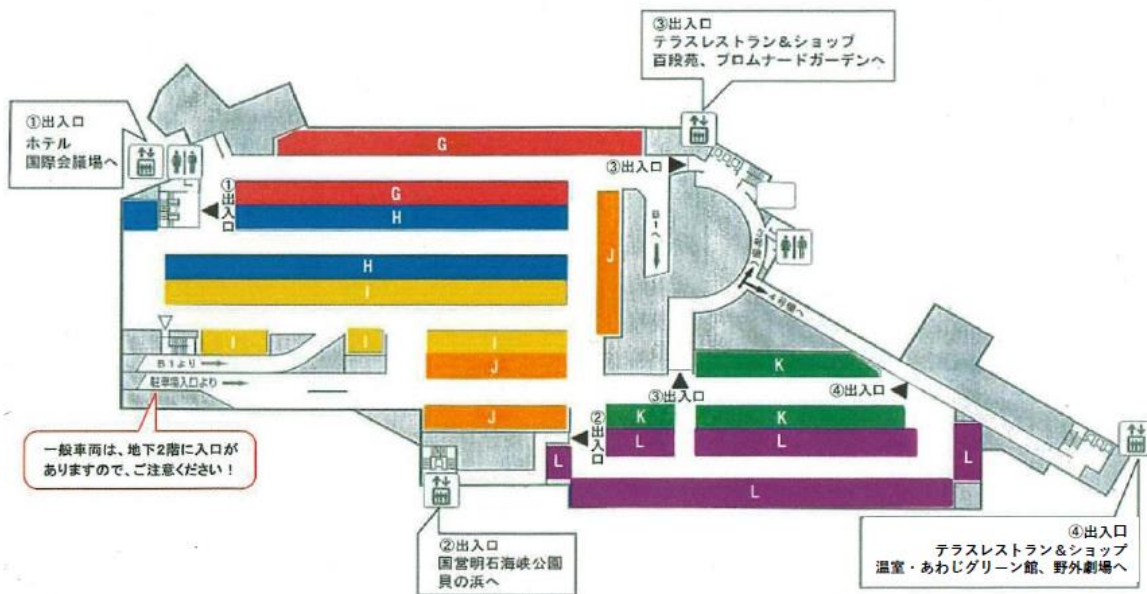 ③出入口
テラスレストラン&ショップ
百段苑、プロムナードガーデンへ
①出入口
ホテル
国際会議場へ
G
③出入口
G
①出入口
H
B1へ
J
H
I
4号棟へ
I
I
I
B1より
J
K
駐車場入口より
③出入口
④出入口
J
②出入口
K
K
L
L
一般車両は、地下2階に入口が
ありますので、ご注意ください！
L
L
L
②出入口
国営明石海峡公園
貝の浜へ
④出入口
テラスレストラン&ショップ
温室・あわじグリーン館、野外劇場へ